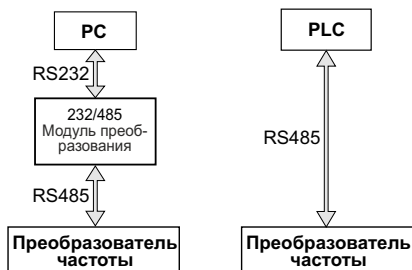 PC
RS232
232/485
Модуль преоб-
разования
RS485
Преобразователь
частоты
PLC
RS485
Преобразователь
частоты